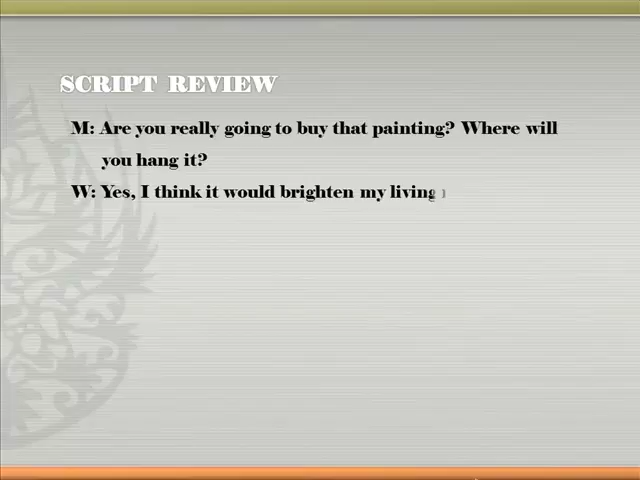 SCRIPT REVIEW
M: Are you really going to buy that painting? Where will
you hang it?
W: Yes, I think it would brighten my living